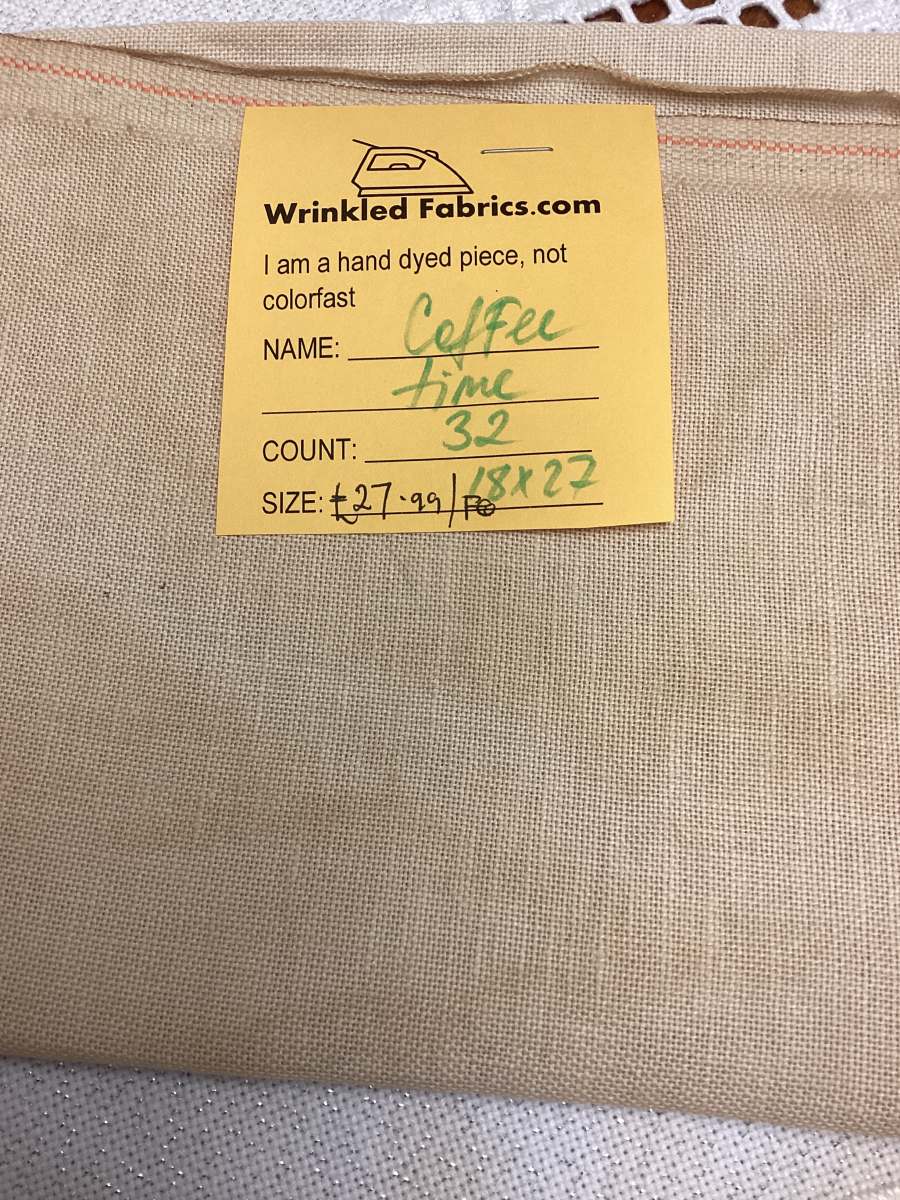 Wrinkled Fabrics.com
I am a hand dyed piece, not
colorfast
NAME: Coffee
time
COUNT: 32
SIZE: £27.99/ 18x27